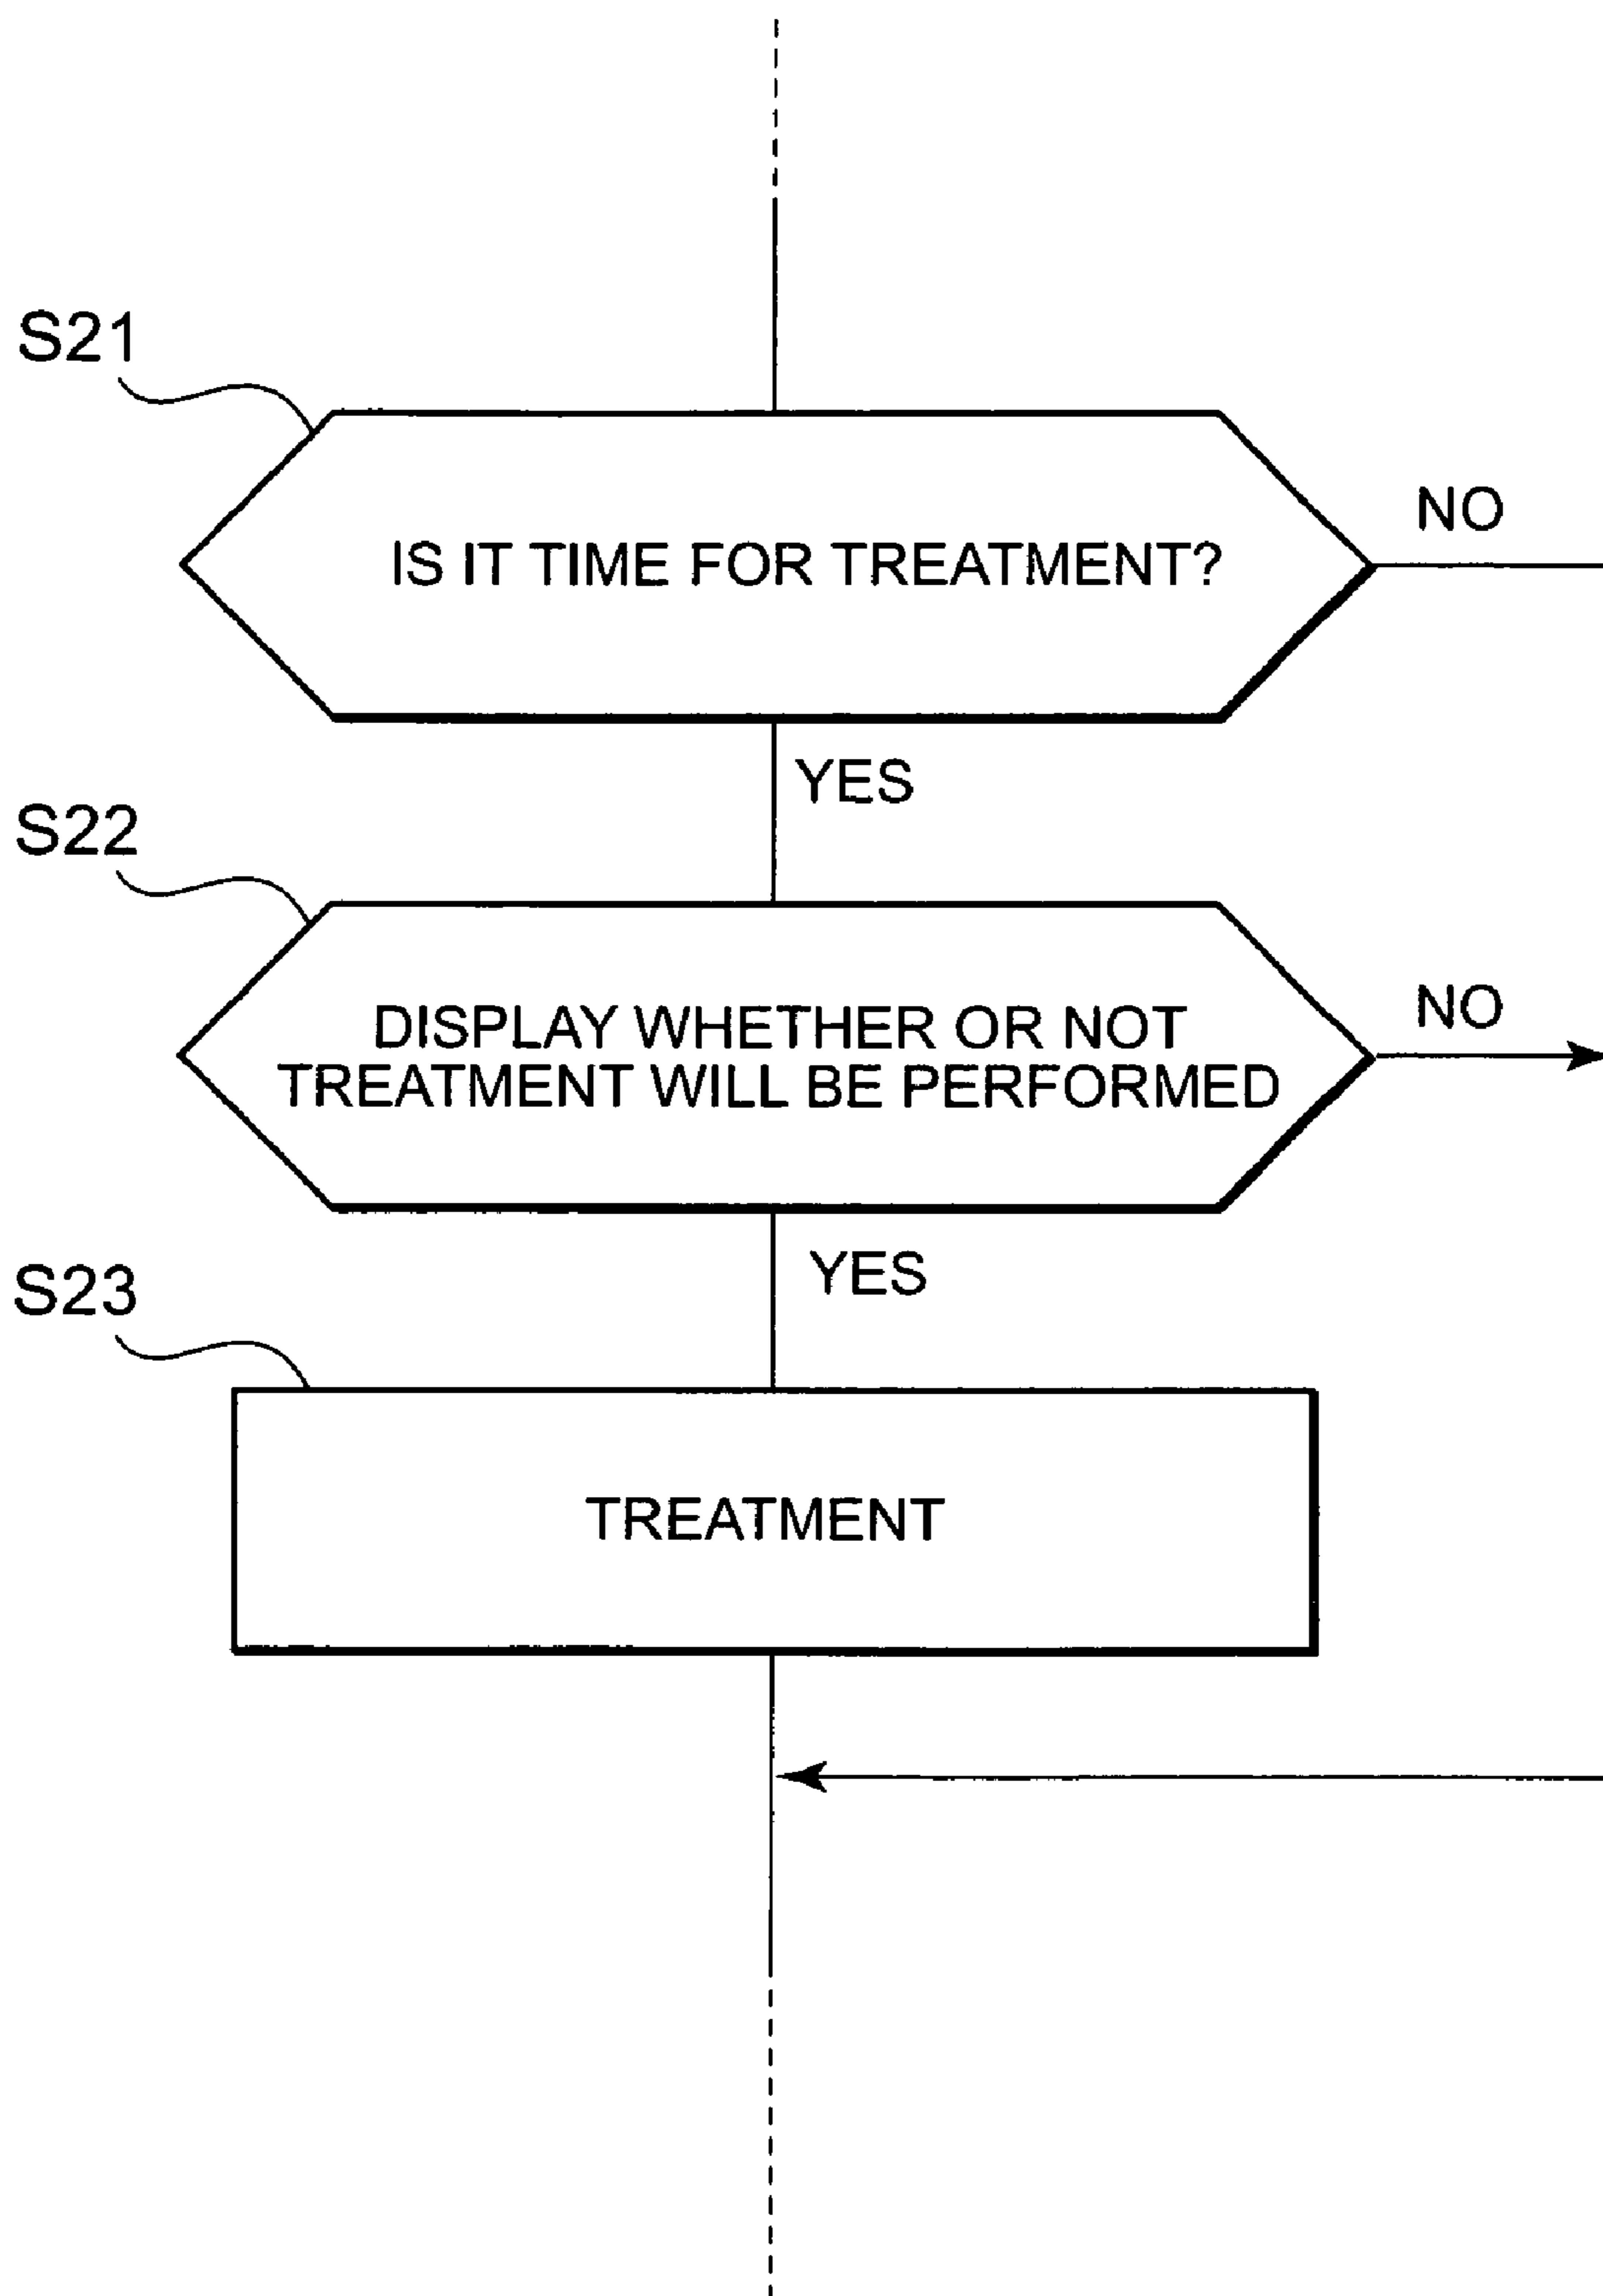 S21
IS IT TIME FOR TREATMENT?
NO
YES
S22
DISPLAY WHETHER OR NOT
TREATMENT WILL BE PERFORMED
NO
YES
S23
TREATMENT